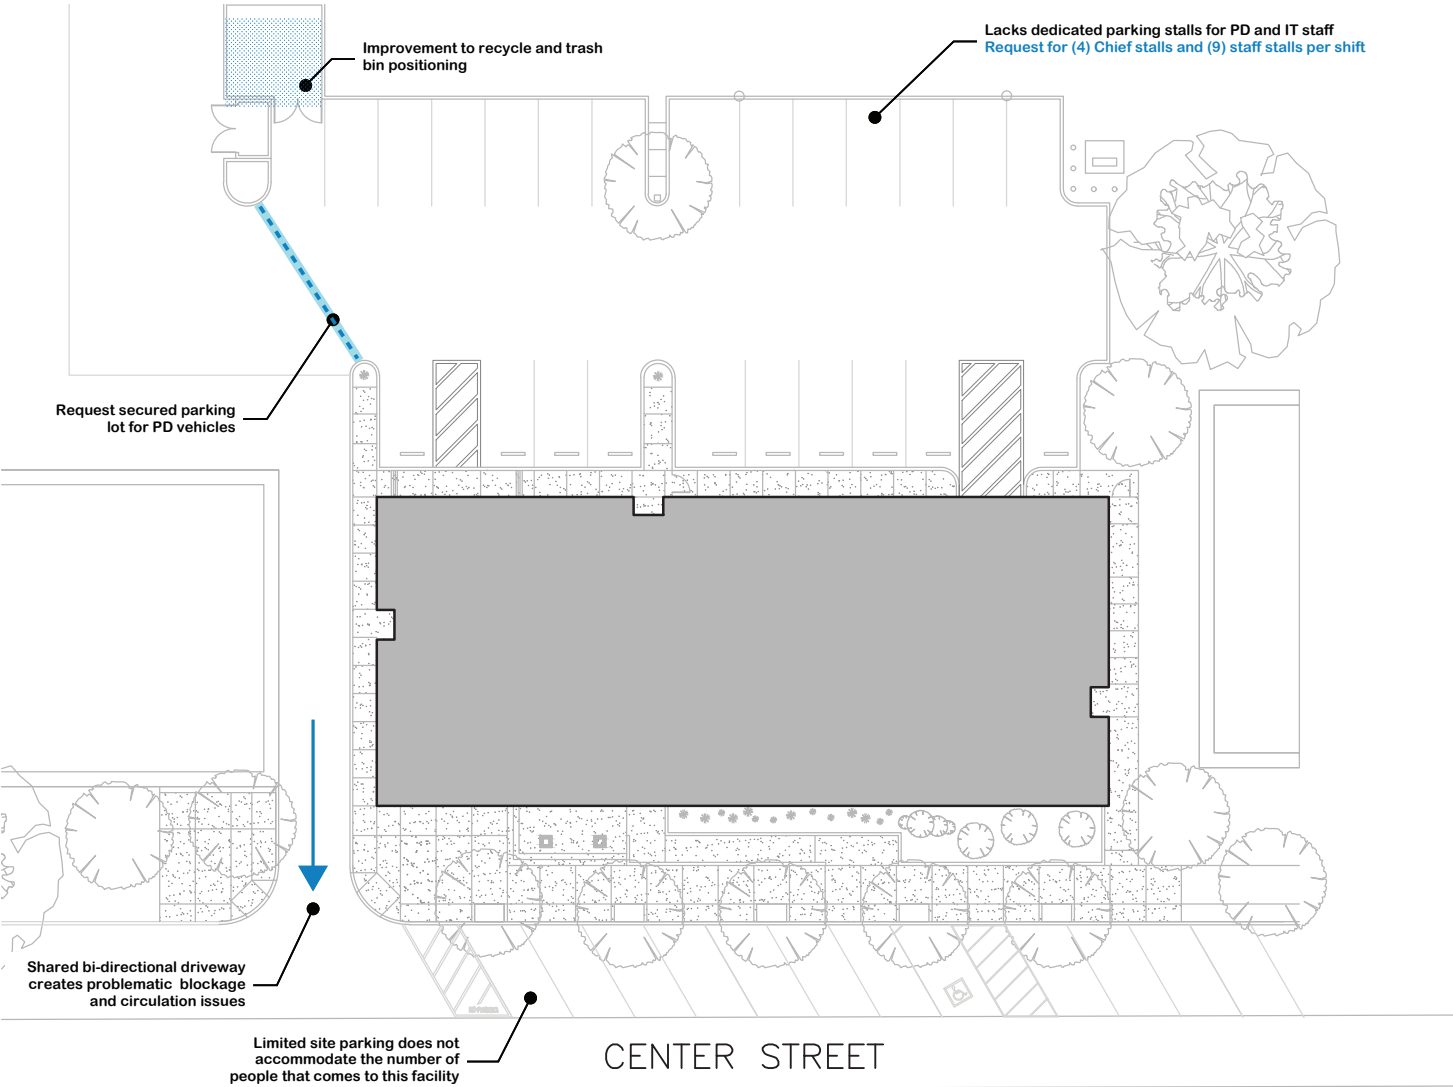 Lacks dedicated parking stalls for PD and IT staff
Request for (4) Chief stalls and (9) staff stalls per shift
Improvement to recycle and trash
bin positioning
Request secured parking
lot for PD vehicles
Shared bi-directional driveway
creates problematic blockage
and circulation issues
Limited site parking does not
accommodate the number of
people that comes to this facility
CENTER STREET